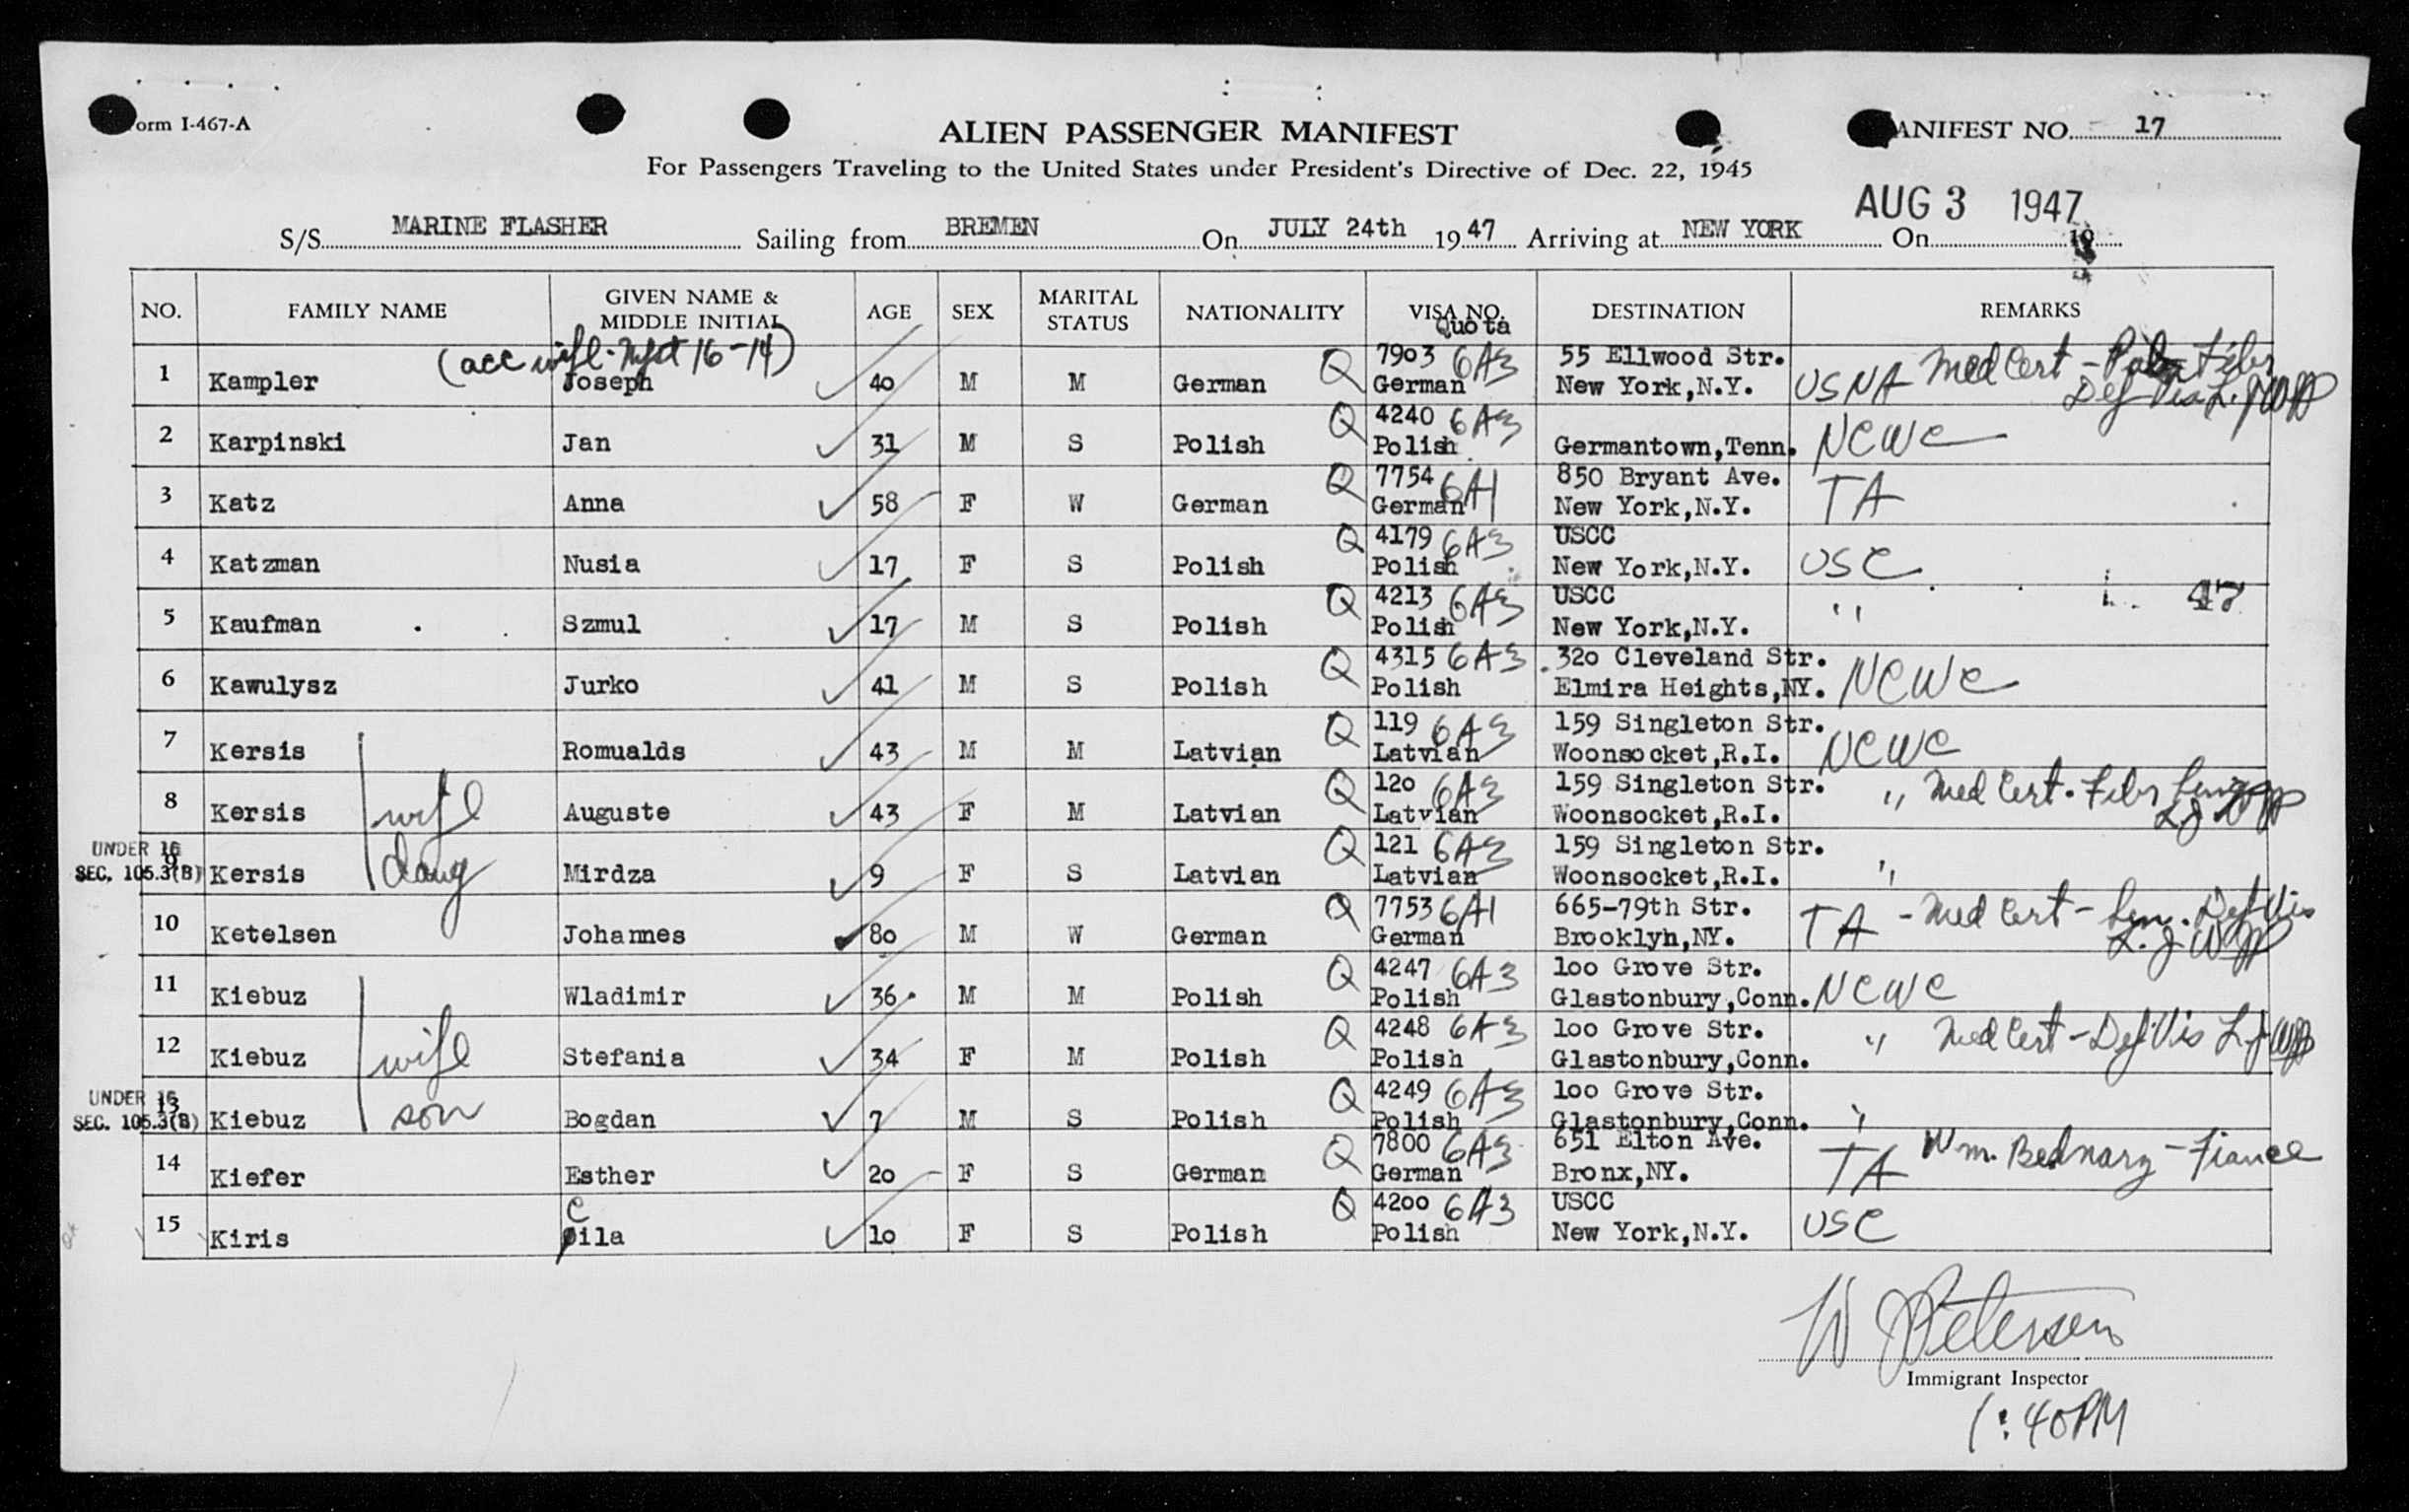 Form I-467-A
ALIEN PASSENGER MANIFEST
MANIFEST NO. 17
For Passengers Traveling to the United States under President's Directive of Dec. 22, 1945
AUG 3 1947
S/S MARINE FLASHER Sailing from BREMEN On JULY 24th 1947 Arriving at NEW YORK On 19
NO. FAMILY NAME GIVEN NAME & MIDDLE INITIAL AGE SEX MARITAL STATUS NATIONALITY VISA NO. Quota DESTINATION REMARKS
(acc wife - Mfst 16-14)
1 Kampler Joseph 40 M M German Q 7903 6A3 German 55 Ellwood Str. New York,N.Y. USNA Med Cert - Def Vis L.J.
2 Karpinski Jan 31 M S Polish Q 4240 6A3 Polish Germantown,Tenn. NCWC
3 Katz Anna 58 F W German Q 7754 6A1 German 850 Bryant Ave. New York,N.Y. TA
4 Katzman Nusia 17 F S Polish Q 4179 6A3 Polish USCC New York,N.Y. USC
5 Kaufman Szmul 17 M S Polish Q 4213 6A3 Polish USCC New York,N.Y. " 47
6 Kawulysz Jurko 41 M S Polish Q 4315 6A3 Polish 320 Cleveland Str. Elmira Heights,NY. NCWC
7 Kersis Romualds 43 M M Latvian Q 119 6A3 Latvian 159 Singleton Str. Woonsocket,R.I. NCWC
8 Kersis wife Auguste 43 F M Latvian Q 120 6A3 Latvian 159 Singleton Str. Woonsocket,R.I. " Med Cert.
UNDER 16 SEC. 105.3(B)
9 Kersis daug Mirdza 9 F S Latvian Q 121 6A3 Latvian 159 Singleton Str. Woonsocket,R.I. "
10 Ketelsen Johannes 80 M W German Q 7753 6A1 German 665-79th Str. Brooklyn,NY. TA - Med Cert - Sen. Def Vis L.J.
11 Kiebuz Wladimir 36 M M Polish Q 4247 6A3 Polish 100 Grove Str. Glastonbury,Conn. NCWC
12 Kiebuz wife Stefania 34 F M Polish Q 4248 6A3 Polish 100 Grove Str. Glastonbury,Conn. " Med Cert - Def Vis L.J.
UNDER 16 SEC. 105.3(B)
13 Kiebuz son Bogdan 7 M S Polish Q 4249 6A3 Polish 100 Grove Str. Glastonbury,Conn. "
14 Kiefer Esther 20 F S German Q 7800 6A3 German 651 Elton Ave. Bronx,NY. TA Wm. Bednarz - Fiance
15 Kiris Cila 10 F S Polish Q 4200 6A3 Polish USCC New York,N.Y. USC
W Petersen
Immigrant Inspector
1:40PM